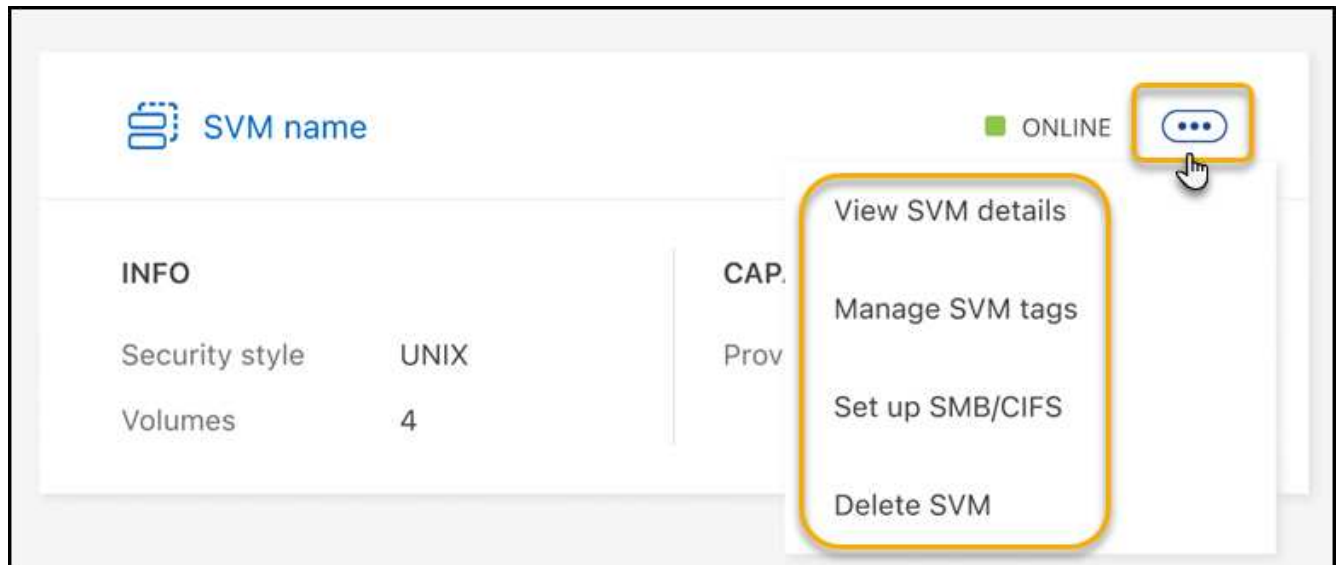 SVM name
ONLINE
View SVM details
INFO
CAP
Manage SVM tags
Security style UNIX
Prov
Set up SMB/CIFS
Volumes 4
Delete SVM